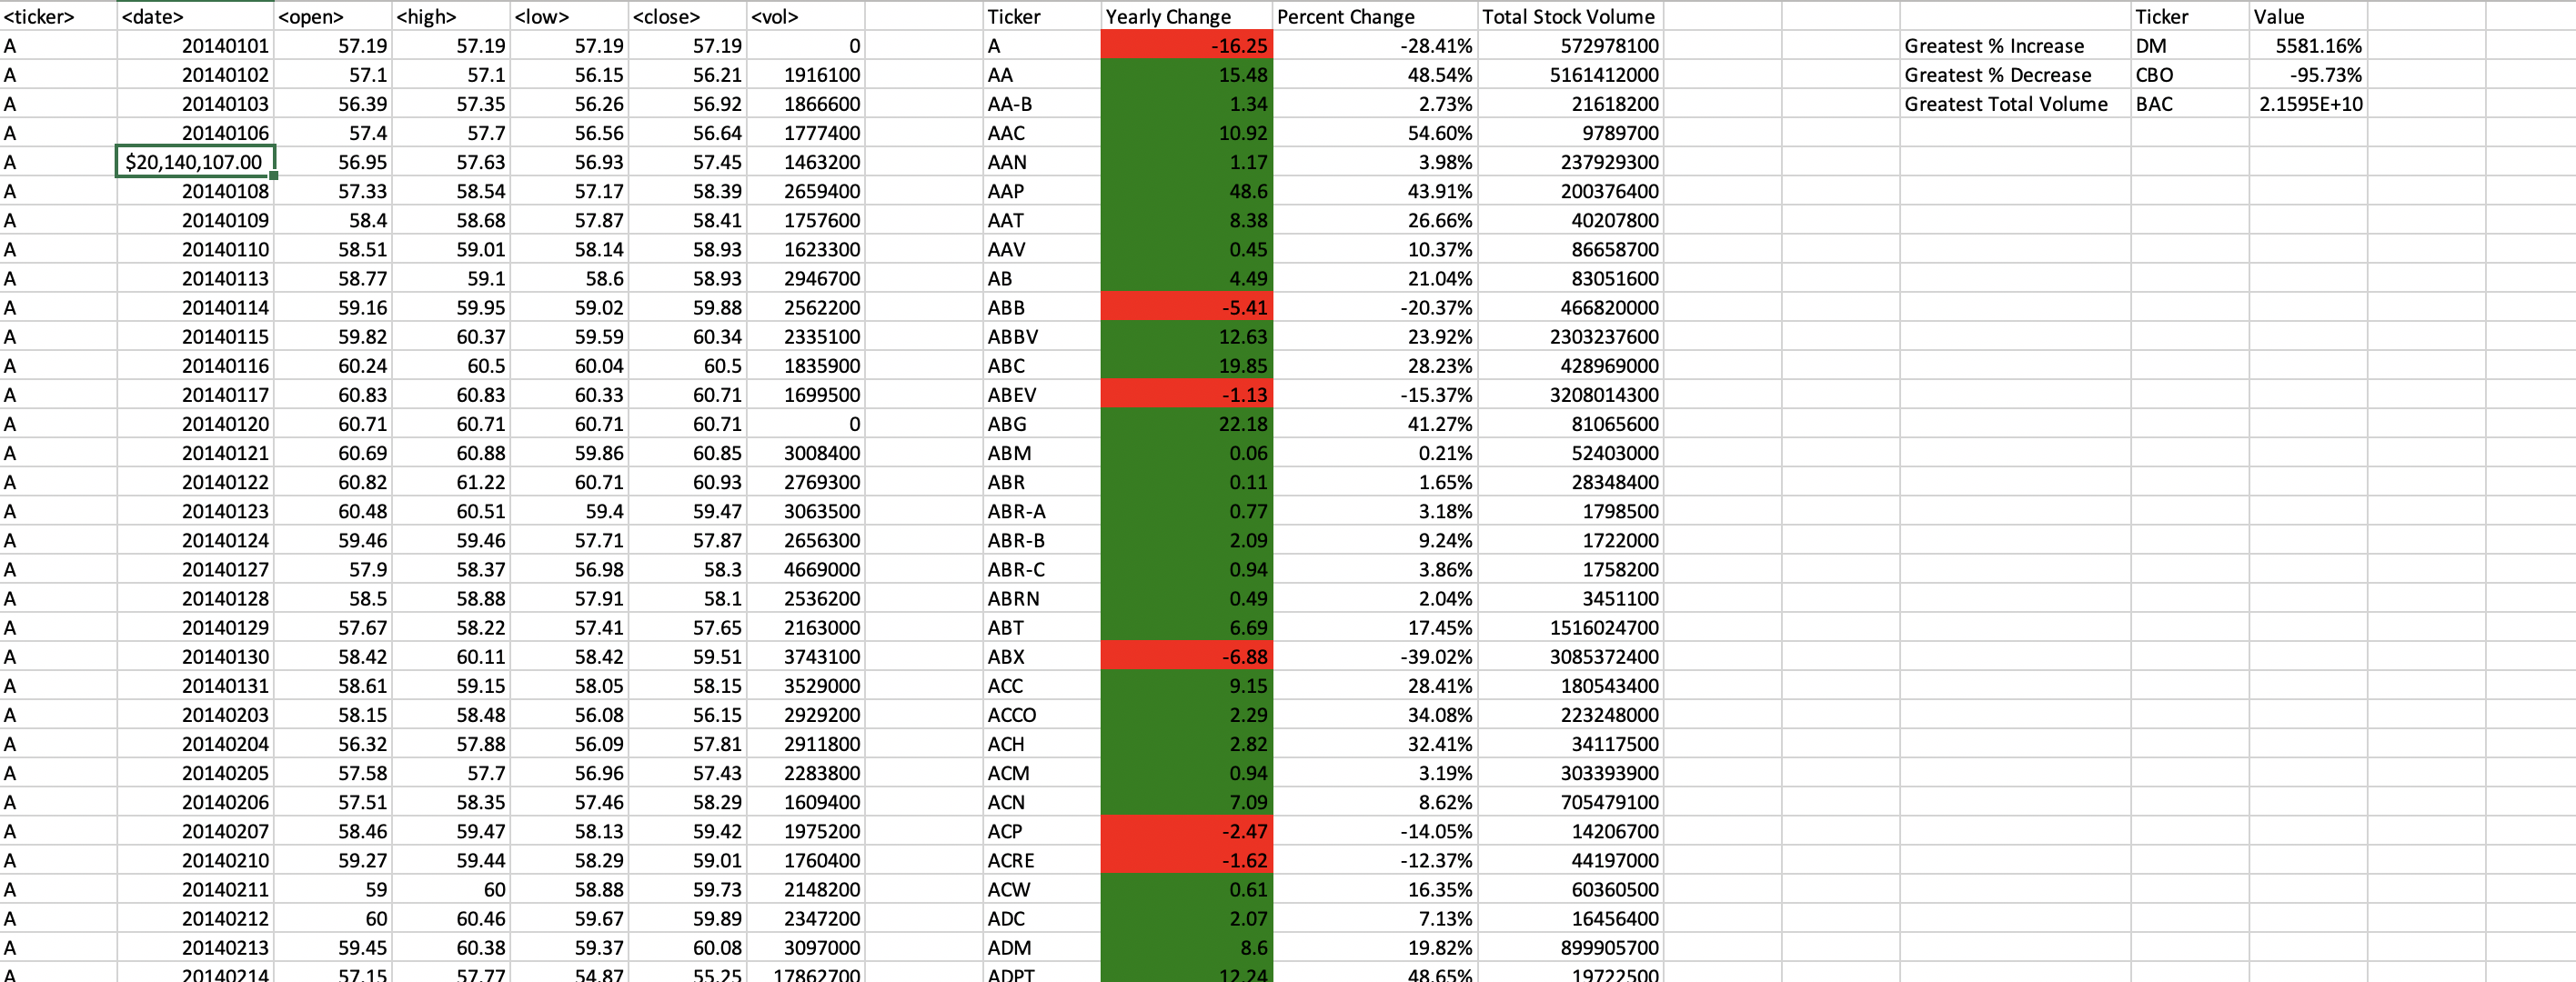 <ticker> <date> <open> <high> <low> <close> <vol> Ticker Yearly Change Percent Change Total Stock Volume Ticker Value
A 20140101 57.19 57.19 57.19 57.19 0 A -16.25 -28.41% 572978100 Greatest % Increase DM 5581.16%
A 20140102 57.1 57.1 56.15 56.21 1916100 AA 15.48 48.54% 5161412000 Greatest % Decrease CBO -95.73%
A 20140103 56.39 57.35 56.26 56.92 1866600 AA-B 1.34 2.73% 21618200 Greatest Total Volume BAC 2.1595E+10
A 20140106 57.4 57.7 56.56 56.64 1777400 AAC 10.92 54.60% 9789700
A $20,140,107.00 56.95 57.63 56.93 57.45 1463200 AAN 1.17 3.98% 237929300
A 20140108 57.33 58.54 57.17 58.39 2659400 AAP 48.6 43.91% 200376400
A 20140109 58.4 58.68 57.87 58.41 1757600 AAT 8.38 26.66% 40207800
A 20140110 58.51 59.01 58.14 58.93 1623300 AAV 0.45 10.37% 86658700
A 20140113 58.77 59.1 58.6 58.93 2946700 AB 4.49 21.04% 83051600
A 20140114 59.16 59.95 59.02 59.88 2562200 ABB -5.41 -20.37% 466820000
A 20140115 59.82 60.37 59.59 60.34 2335100 ABBV 12.63 23.92% 2303237600
A 20140116 60.24 60.5 60.04 60.5 1835900 ABC 19.85 28.23% 428969000
A 20140117 60.83 60.83 60.33 60.71 1699500 ABEV -1.13 -15.37% 3208014300
A 20140120 60.71 60.71 60.71 60.71 0 ABG 22.18 41.27% 81065600
A 20140121 60.69 60.88 59.86 60.85 3008400 ABM 0.06 0.21% 52403000
A 20140122 60.82 61.22 60.71 60.93 2769300 ABR 0.11 1.65% 28348400
A 20140123 60.48 60.51 59.4 59.47 3063500 ABR-A 0.77 3.18% 1798500
A 20140124 59.46 59.46 57.71 57.87 2656300 ABR-B 2.09 9.24% 1722000
A 20140127 57.9 58.37 56.98 58.3 4669000 ABR-C 0.94 3.86% 1758200
A 20140128 58.5 58.88 57.91 58.1 2536200 ABRN 0.49 2.04% 3451100
A 20140129 57.67 58.22 57.41 57.65 2163000 ABT 6.69 17.45% 1516024700
A 20140130 58.42 60.11 58.42 59.51 3743100 ABX -6.88 -39.02% 3085372400
A 20140131 58.61 59.15 58.05 58.15 3529000 ACC 9.15 28.41% 180543400
A 20140203 58.15 58.48 56.08 56.15 2929200 ACCO 2.29 34.08% 223248000
A 20140204 56.32 57.88 56.09 57.81 2911800 ACH 2.82 32.41% 34117500
A 20140205 57.58 57.7 56.96 57.43 2283800 ACM 0.94 3.19% 303393900
A 20140206 57.51 58.35 57.46 58.29 1609400 ACN 7.09 8.62% 705479100
A 20140207 58.46 59.47 58.13 59.42 1975200 ACP -2.47 -14.05% 14206700
A 20140210 59.27 59.44 58.29 59.01 1760400 ACRE -1.62 -12.37% 44197000
A 20140211 59 60 58.88 59.73 2148200 ACW 0.61 16.35% 60360500
A 20140212 60 60.46 59.67 59.89 2347200 ADC 2.07 7.13% 16456400
A 20140213 59.45 60.38 59.37 60.08 3097000 ADM 8.6 19.82% 899905700
A 20140214 57.15 57.77 54.87 55.25 17862700 ADPT 12.24 48.65% 19722500